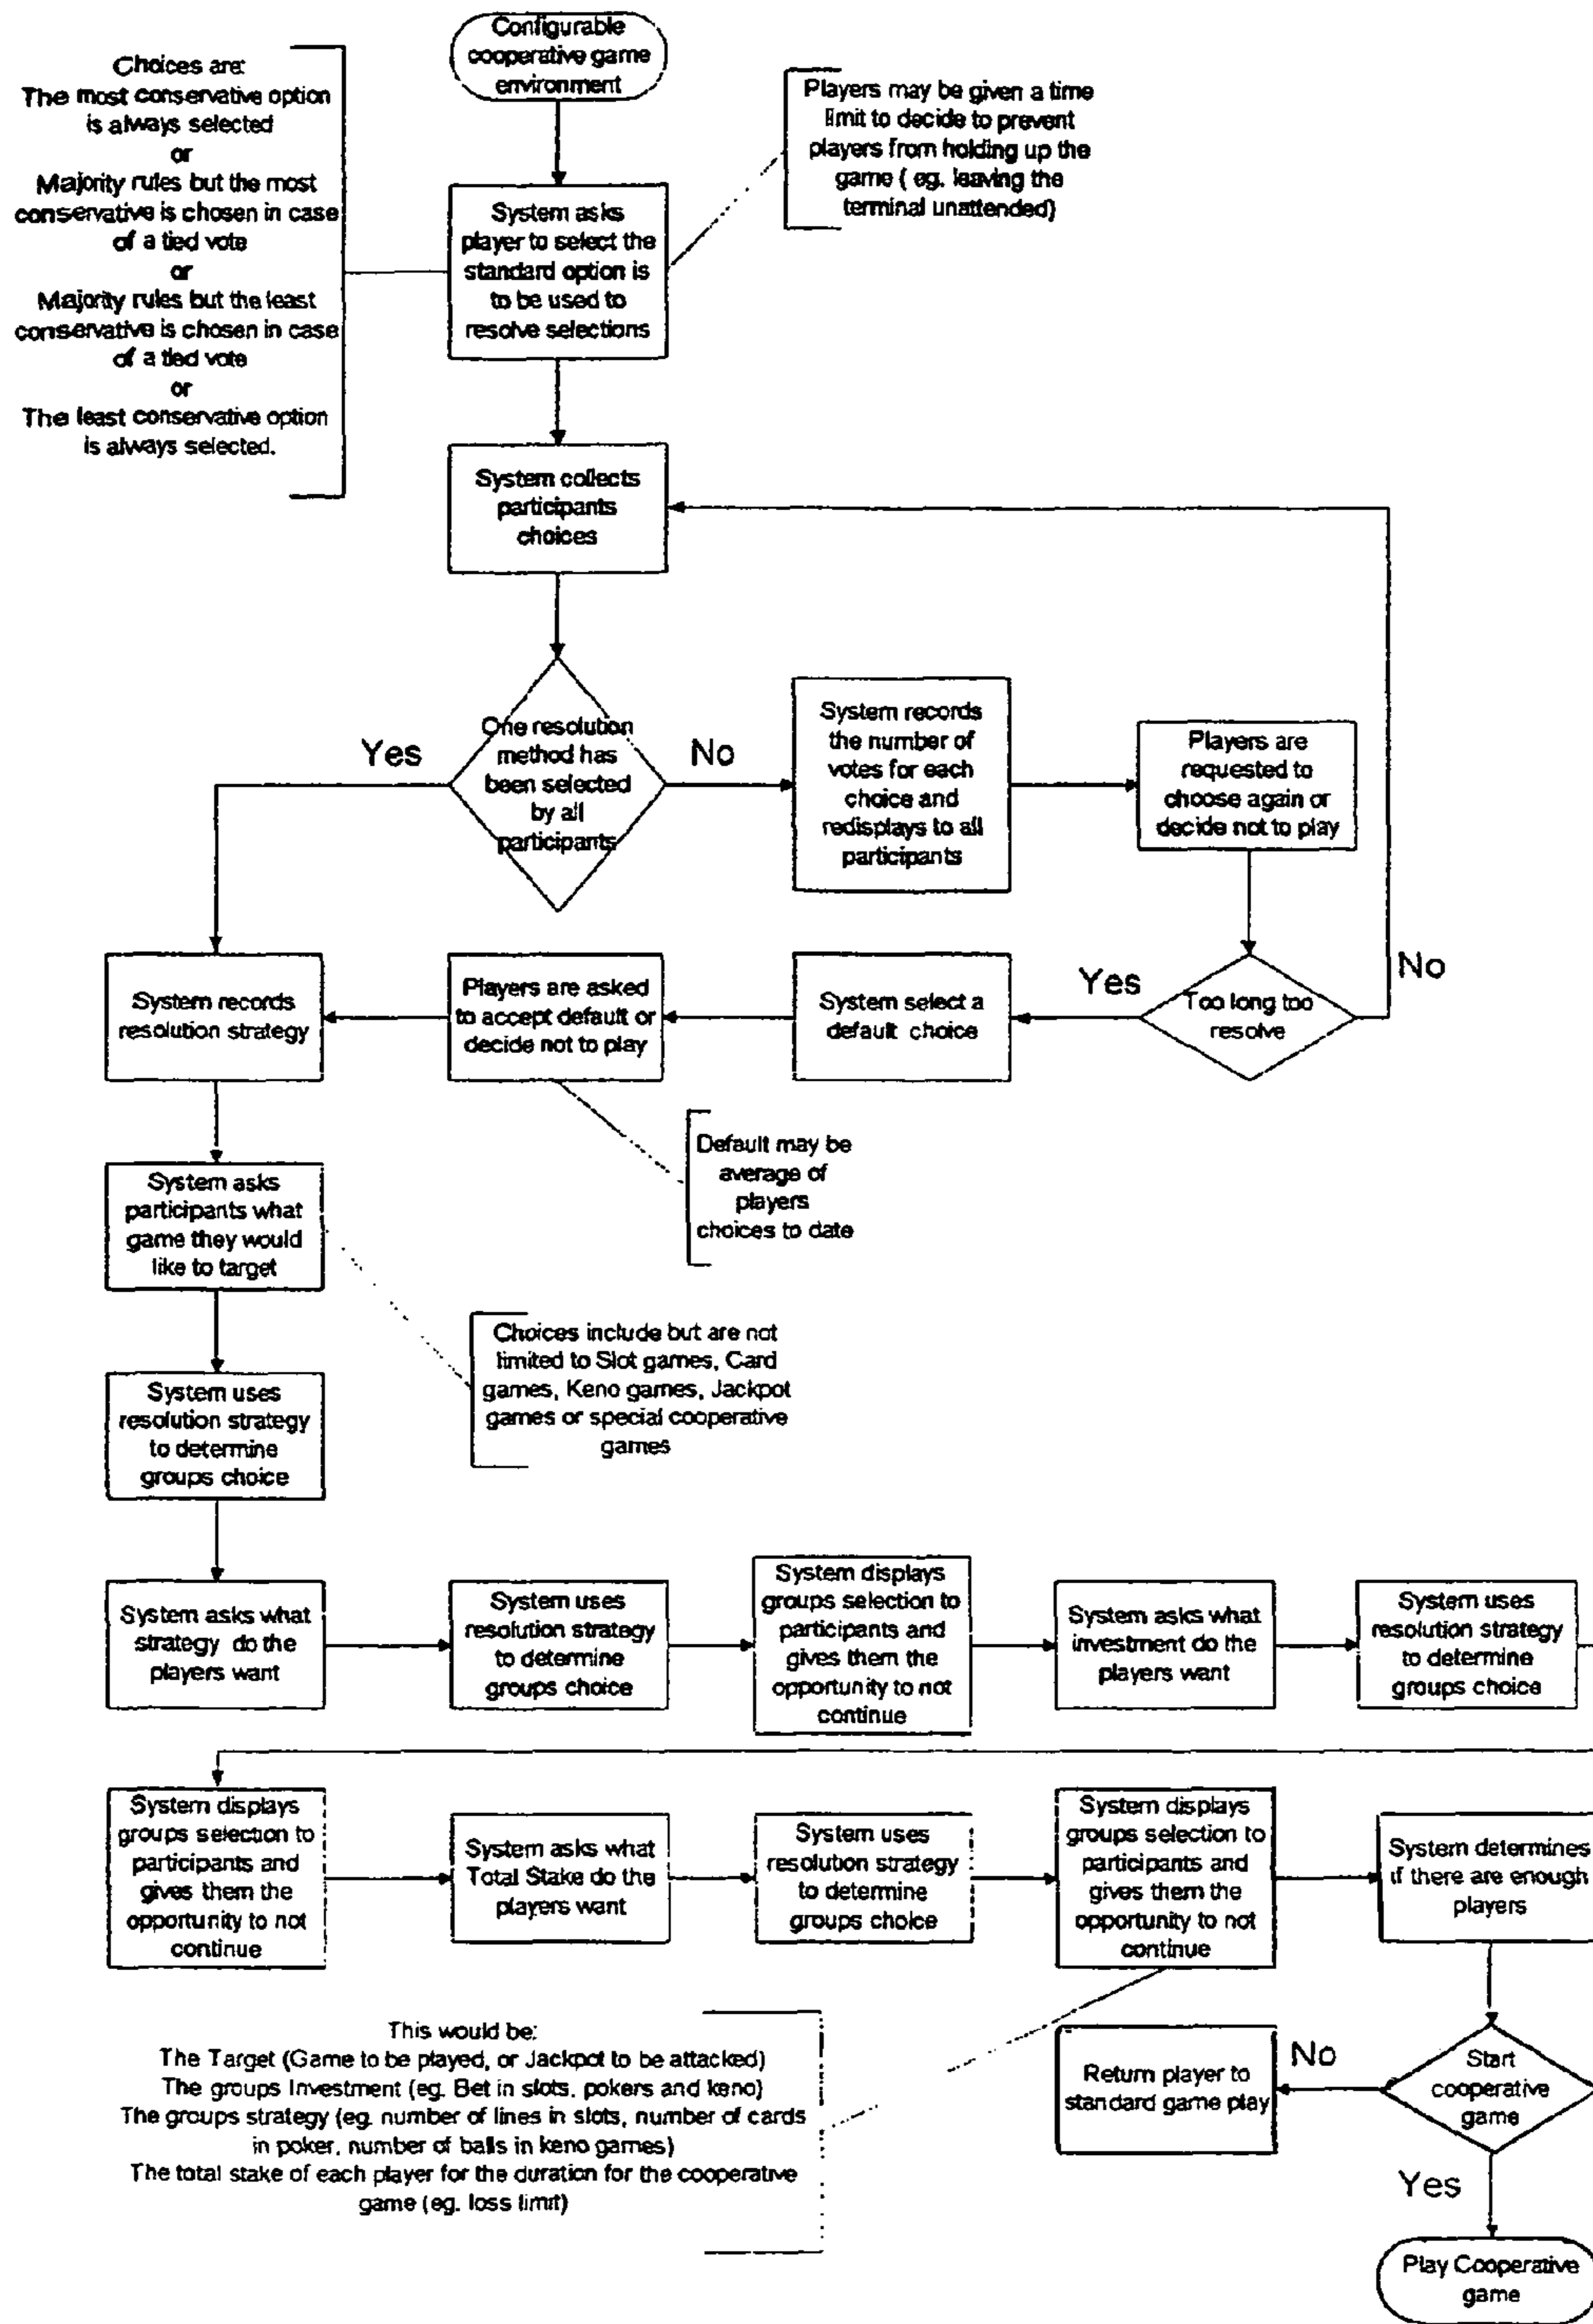 Configurable
cooperative game
environment
Choices are:
The most conservative option
is always selected
or
Majority rules but the most
conservative is chosen in case
of a tied vote
or
Majority rules but the least
conservative is chosen in case
of a tied vote
or
The least conservative option
is always selected.
Players may be given a time
limit to decide to prevent
players from holding up the
game ( eg. leaving the
terminal unattended)
System asks
player to select the
standard option is
to be used to
resolve selections
System collects
participants
choices
One resolution
method has
been selected
by all
participants
Yes
No
System records
the number of
votes for each
choice and
redisplays to all
participants
Players are
requested to
choose again or
decide not to play
Too long too
resolve
No
Yes
System select a
default choice
Players are asked
to accept default or
decide not to play
System records
resolution strategy
Default may be
average of
players
choices to date
System asks
participants what
game they would
like to target
Choices include but are not
limited to Slot games, Card
games, Keno games, Jackpot
games or special cooperative
games
System uses
resolution strategy
to determine
groups choice
System asks what
strategy do the
players want
System uses
resolution strategy
to determine
groups choice
System displays
groups selection to
participants and
gives them the
opportunity to not
continue
System asks what
investment do the
players want
System uses
resolution strategy
to determine
groups choice
System displays
groups selection to
participants and
gives them the
opportunity to not
continue
System asks what
Total Stake do the
players want
System uses
resolution strategy
to determine
groups choice
System displays
groups selection to
participants and
gives them the
opportunity to not
continue
System determines
if there are enough
players
This would be:
The Target (Game to be played, or Jackpot to be attacked)
The groups Investment (eg. Bet in slots, pokers and keno)
The groups strategy (eg. number of lines in slots, number of cards
in poker, number of balls in keno games)
The total stake of each player for the duration for the cooperative
game (eg. loss limit)
Return player to
standard game play
No
Start
cooperative
game
Yes
Play Cooperative
game